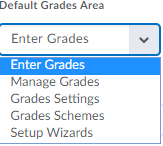 Default Grades Area
Enter Grades
Enter Grades
Manage Grades
Grades Settings
Grades Schemes
Setup Wizards